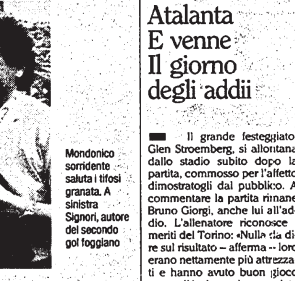 Mondonico
sorridente
saluta i tifosi
granata. A
sinistra
Signori, autore
del secondo
gol foggiano
Atalanta
E venne
Il giorno
degli addii
Il grande festeggiato
Glen Stroemberg, si allontana
dallo stadio subito dopo la
partita, commosso per l'affetto
dimostratogli dal pubblico. A
commentare la partita rimane
Bruno Giorgi, anche lui all'ad-
dio. L'allenatore riconosce i
meriti del Torino: «Nulla da di-
re sul risultato – afferma – loro
erano nettamente più attrezza-
ti e hanno avuto buon gioco